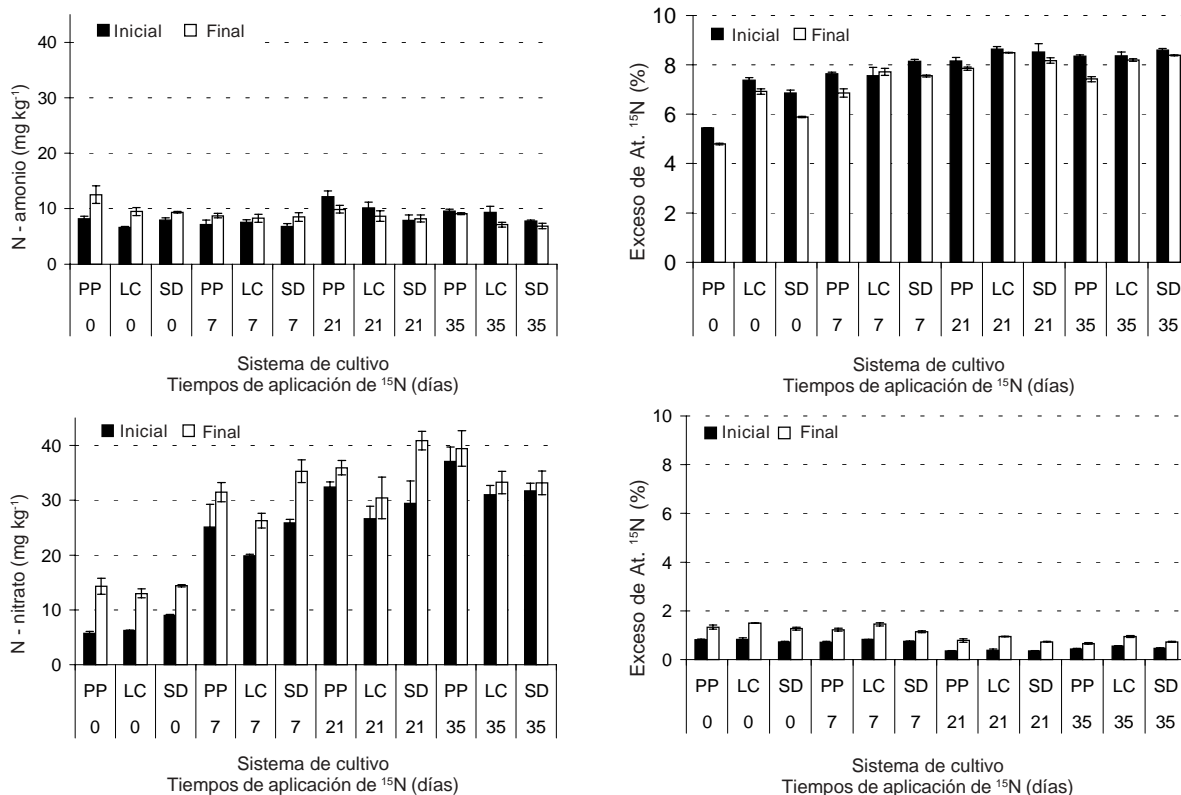 Inicial Final
N - amonio (mg kg-1)
40
30
20
10
0
PP LC SD PP LC SD PP LC SD PP LC SD
0 0 0 7 7 7 21 21 21 35 35 35
Sistema de cultivo
Tiempos de aplicación de 15N (días)
Inicial Final
Exceso de At. 15N (%)
10
8
6
4
2
0
PP LC SD PP LC SD PP LC SD PP LC SD
0 0 0 7 7 7 21 21 21 35 35 35
Sistema de cultivo
Tiempos de aplicación de 15N (días)
Inicial Final
N - nitrato (mg kg-1)
40
30
20
10
0
PP LC SD PP LC SD PP LC SD PP LC SD
0 0 0 7 7 7 21 21 21 35 35 35
Sistema de cultivo
Tiempos de aplicación de 15N (días)
Inicial Final
Exceso de At. 15N (%)
10
8
6
4
2
0
PP LC SD PP LC SD PP LC SD PP LC SD
0 0 0 7 7 7 21 21 21 35 35 35
Sistema de cultivo
Tiempos de aplicación de 15N (días)